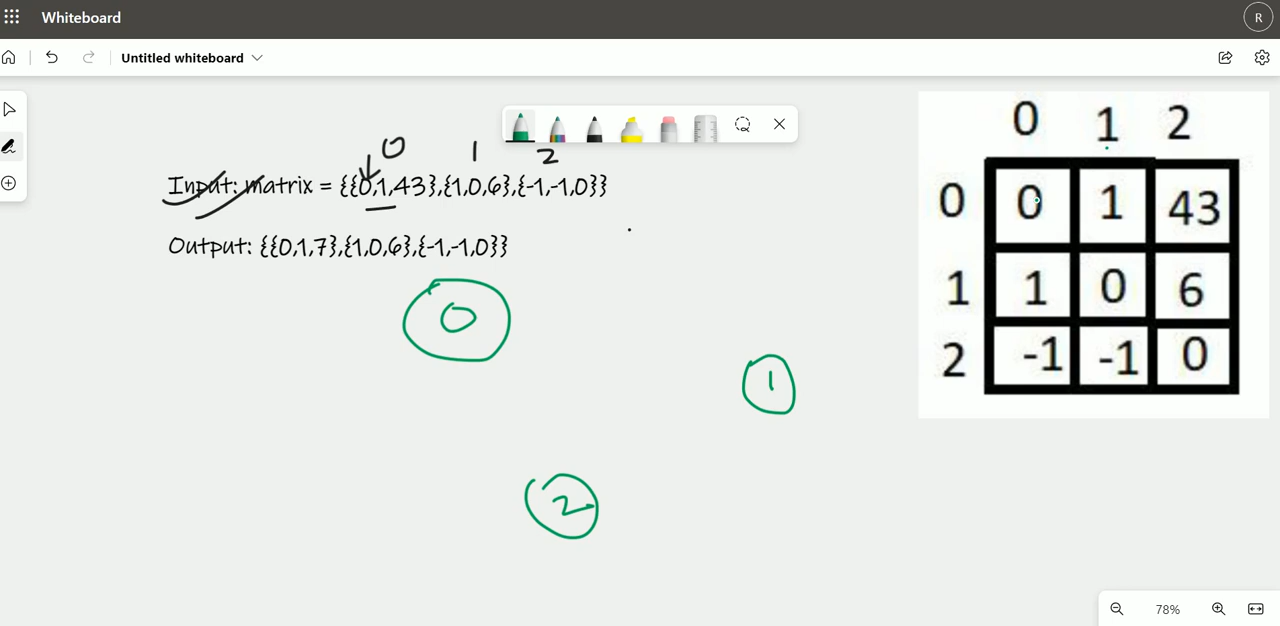 Whiteboard
R
Untitled whiteboard
0 1 2
Input: matrix = {{0,1,43},{1,0,6},{-1,-1,0}}
Output: {{0,1,7},{1,0,6},{-1,-1,0}}
0
1
2
0 1 2
0 0 1 43
1 1 0 6
2 -1 -1 0
78%